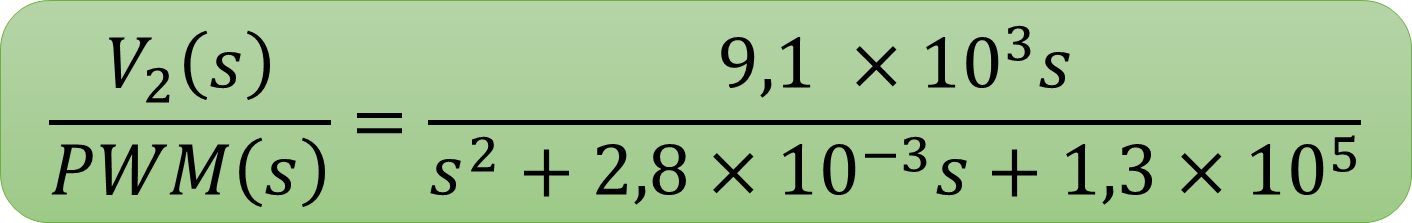 V₂(s) / PWM(s) = 9,1 × 10³s / s² + 2,8 × 10⁻³s + 1,3 × 10⁵